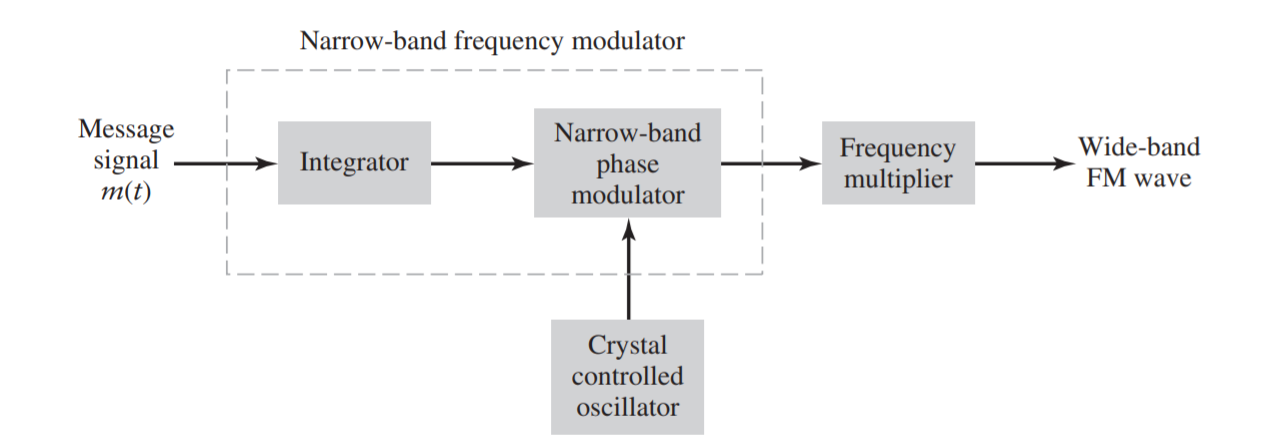 Narrow-band frequency modulator
Message
signal
m(t)
Integrator
Narrow-band
phase
modulator
Frequency
multiplier
Wide-band
FM wave
Crystal
controlled
oscillator